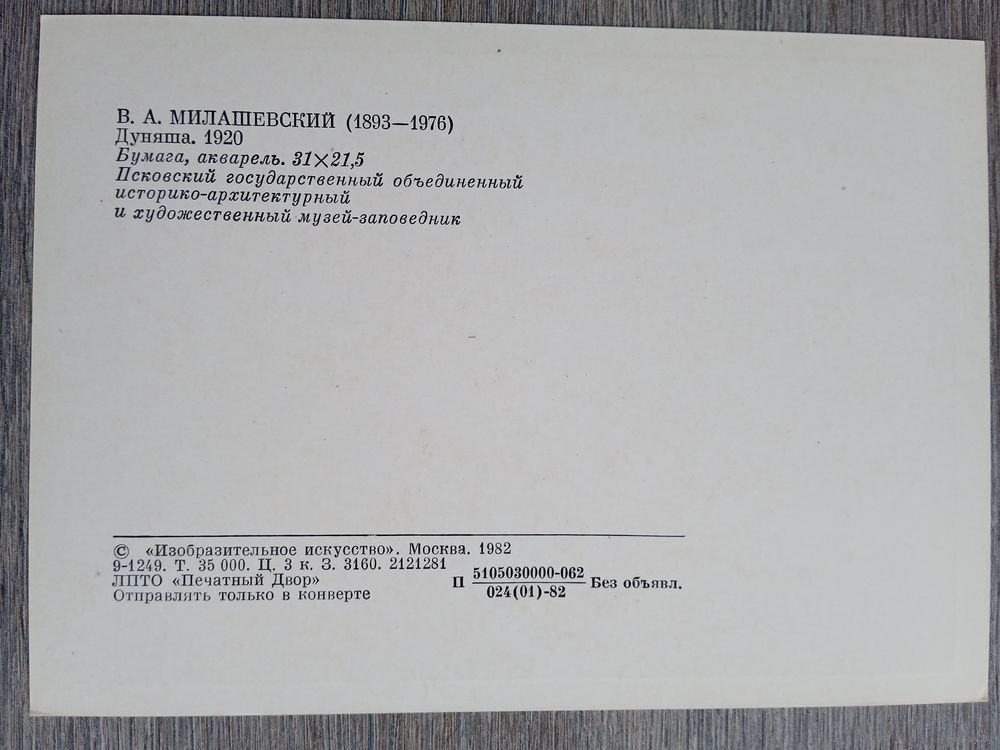 В. А. МИЛАШЕВСКИЙ (1893—1976)
Дуняша. 1920
Бумага, акварель. 31×21,5
Псковский государственный объединенный
историко-архитектурный
и художественный музей-заповедник
© «Изобразительное искусство». Москва. 1982
9-1249. Т. 35 000. Ц. 3 к. З. 3160. 2121281
ЛПТО «Печатный Двор»
Отправлять только в конверте
П 5105030000-062 Без объявл.
024(01)-82